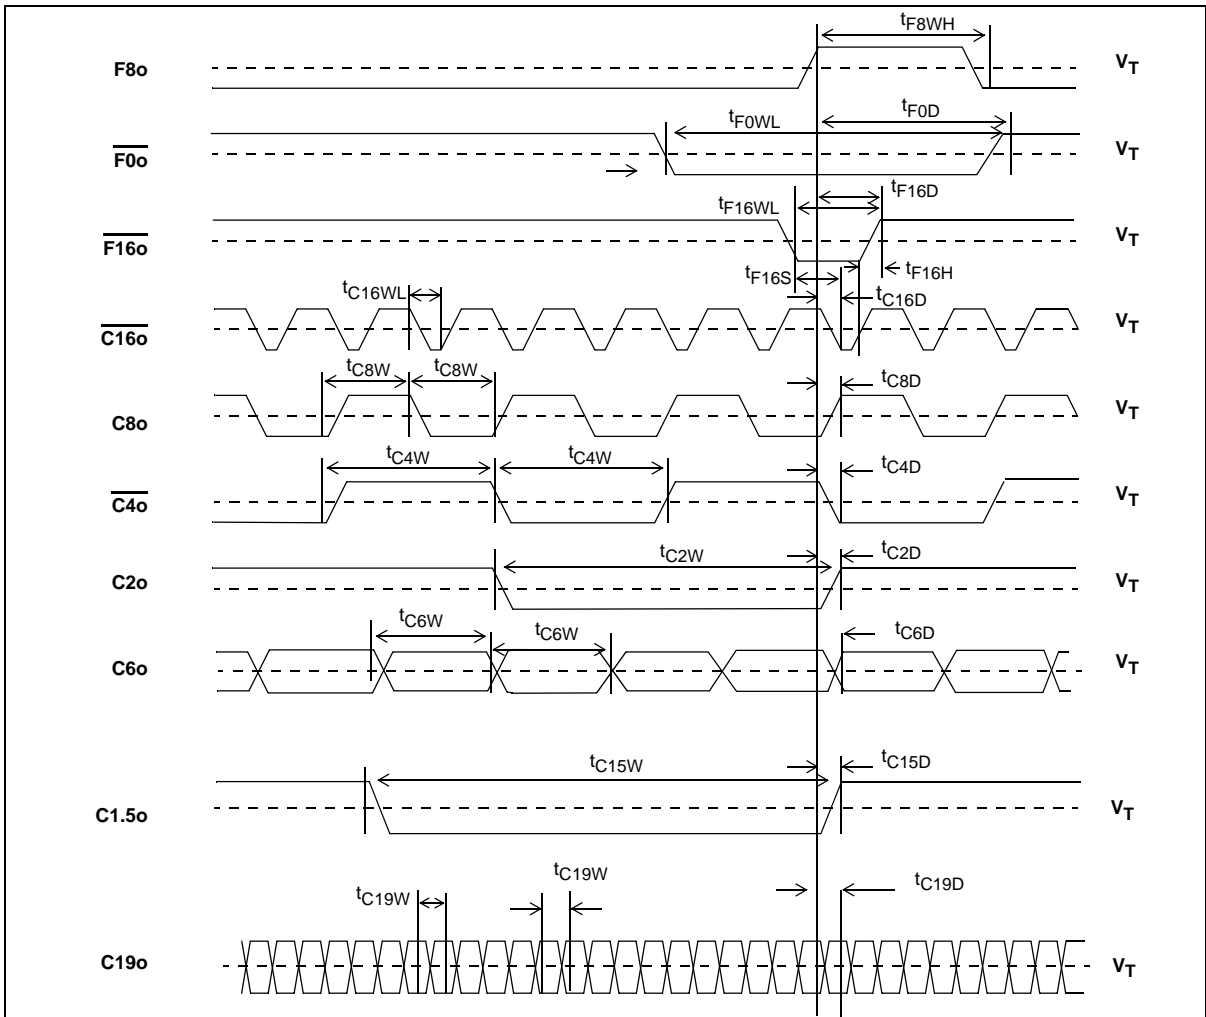 tF8WH
F8o VT
tF0WL tF0D
F0o VT
tF16WL tF16D
F16o VT
tF16S tF16H
tC16WL tC16D
C16o VT
tC8W tC8W tC8D
C8o VT
tC4W tC4W tC4D
C4o VT
tC2W tC2D
C2o VT
tC6W tC6W tC6D
C6o VT
tC15W tC15D
C1.5o VT
tC19W tC19W tC19D
C19o VT